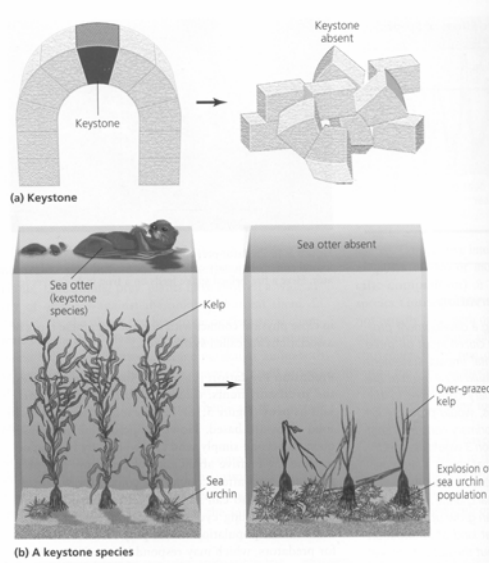 Keystone
absent
Keystone
(a) Keystone
Sea otter absent
Sea otter
(keystone
species)
Kelp
Over-grazed
kelp
Sea
urchin
Explosion o
sea urchin
population
(b) A keystone species